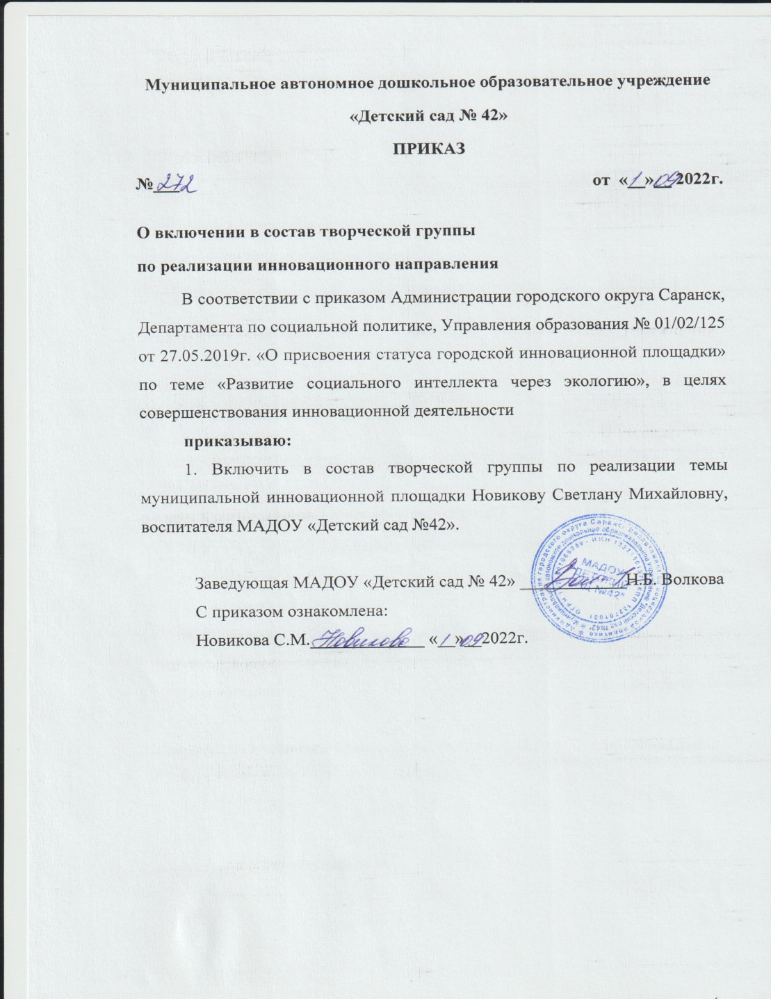 Муниципальное автономное дошкольное образовательное учреждение
«Детский сад № 42»
ПРИКАЗ
№ 272 от «1» 09 2022г.
О включении в состав творческой группы
по реализации инновационного направления
В соответствии с приказом Администрации городского округа Саранск,
Департамента по социальной политике, Управления образования № 01/02/125
от 27.05.2019г. «О присвоения статуса городской инновационной площадки»
по теме «Развитие социального интеллекта через экологию», в целях
совершенствования инновационной деятельности
приказываю:
1. Включить в состав творческой группы по реализации темы
муниципальной инновационной площадки Новикову Светлану Михайловну,
воспитателя МАДОУ «Детский сад №42».
Заведующая МАДОУ «Детский сад № 42» Н.Б. Волкова
МАДОУ
"ДЕТСКИЙ
САД №42"
С приказом ознакомлена:
Новикова С.М. Новикова «1» 09 2022г.